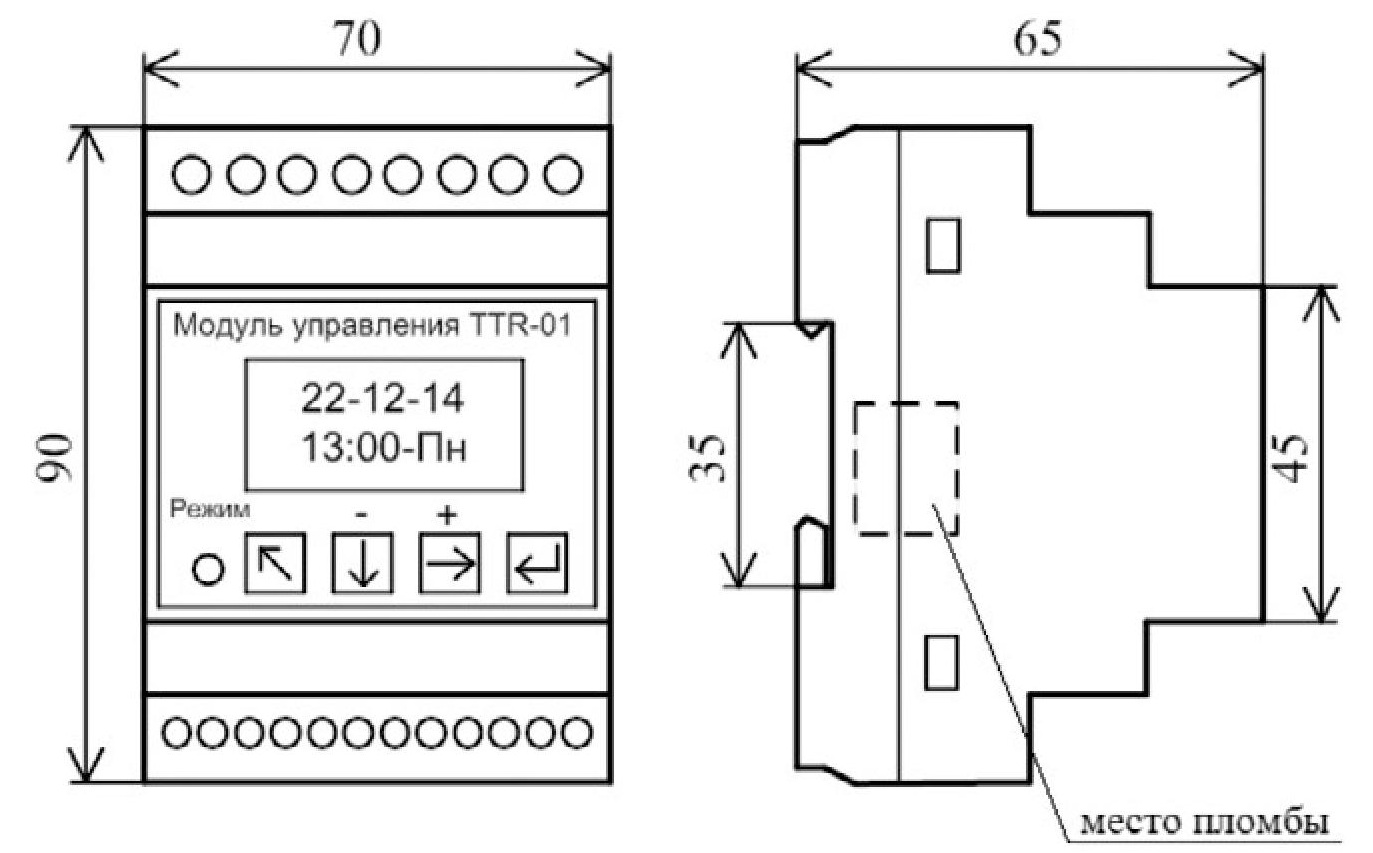 70
65
90
Модуль управления TTR-01
22-12-14
13:00-Пн
Режим
- +
35
45
место пломбы